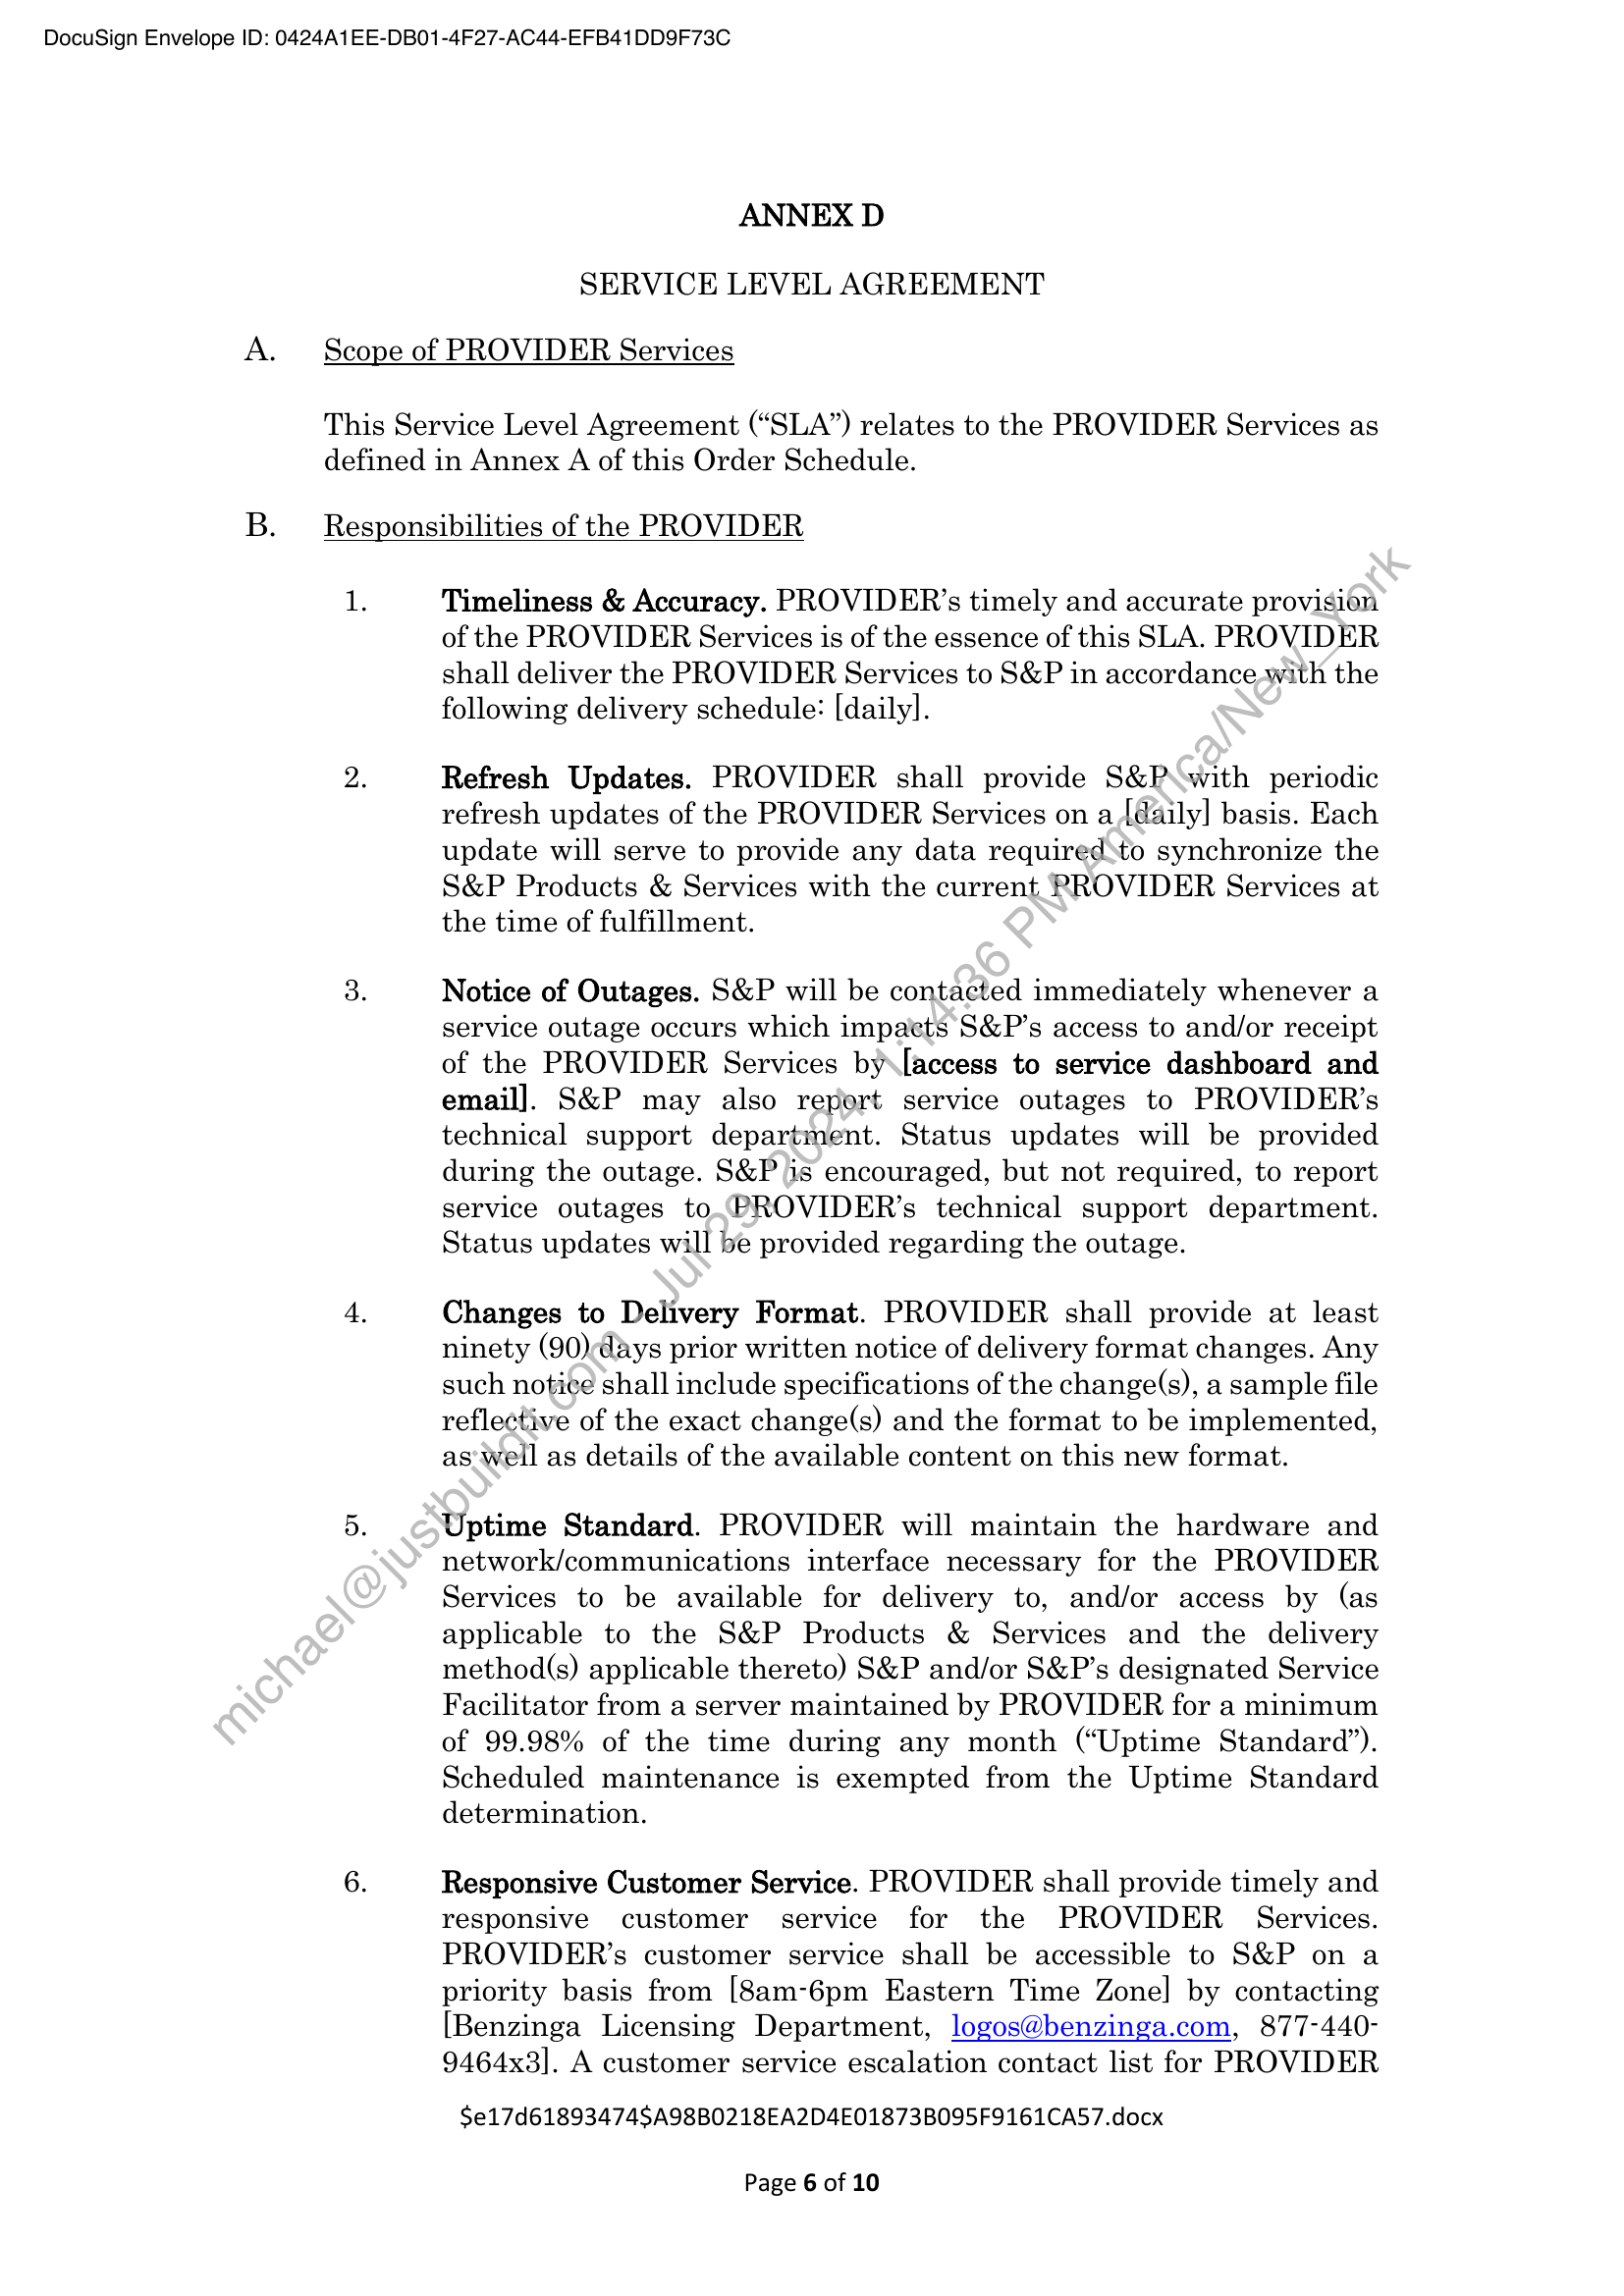 DocuSign Envelope ID: 0424A1EE-DB01-4F27-AC44-EFB41DD9F73C
ANNEX D
SERVICE LEVEL AGREEMENT
A. Scope of PROVIDER Services
This Service Level Agreement (“SLA”) relates to the PROVIDER Services as
defined in Annex A of this Order Schedule.
B. Responsibilities of the PROVIDER
1. Timeliness & Accuracy. PROVIDER’s timely and accurate provision
of the PROVIDER Services is of the essence of this SLA. PROVIDER
shall deliver the PROVIDER Services to S&P in accordance with the
following delivery schedule: [daily].
2. Refresh Updates. PROVIDER shall provide S&P with periodic
refresh updates of the PROVIDER Services on a [daily] basis. Each
update will serve to provide any data required to synchronize the
S&P Products & Services with the current PROVIDER Services at
the time of fulfillment.
3. Notice of Outages. S&P will be contacted immediately whenever a
service outage occurs which impacts S&P’s access to and/or receipt
of the PROVIDER Services by [access to service dashboard and
email]. S&P may also report service outages to PROVIDER’s
technical support department. Status updates will be provided
during the outage. S&P is encouraged, but not required, to report
service outages to PROVIDER’s technical support department.
Status updates will be provided regarding the outage.
4. Changes to Delivery Format. PROVIDER shall provide at least
ninety (90) days prior written notice of delivery format changes. Any
such notice shall include specifications of the change(s), a sample file
reflective of the exact change(s) and the format to be implemented,
as well as details of the available content on this new format.
5. Uptime Standard. PROVIDER will maintain the hardware and
network/communications interface necessary for the PROVIDER
Services to be available for delivery to, and/or access by (as
applicable to the S&P Products & Services and the delivery
method(s) applicable thereto) S&P and/or S&P’s designated Service
Facilitator from a server maintained by PROVIDER for a minimum
of 99.98% of the time during any month (“Uptime Standard”).
Scheduled maintenance is exempted from the Uptime Standard
determination.
6. Responsive Customer Service. PROVIDER shall provide timely and
responsive customer service for the PROVIDER Services.
PROVIDER’s customer service shall be accessible to S&P on a
priority basis from [8am-6pm Eastern Time Zone] by contacting
[Benzinga Licensing Department, logos@benzinga.com, 877-440-
9464x3]. A customer service escalation contact list for PROVIDER
$e17d61893474$A98B0218EA2D4E01873B095F9161CA57.docx
Page 6 of 10
michael@justbuildit.com - Jul 29, 2024, 1:14:36 PM America/New_York